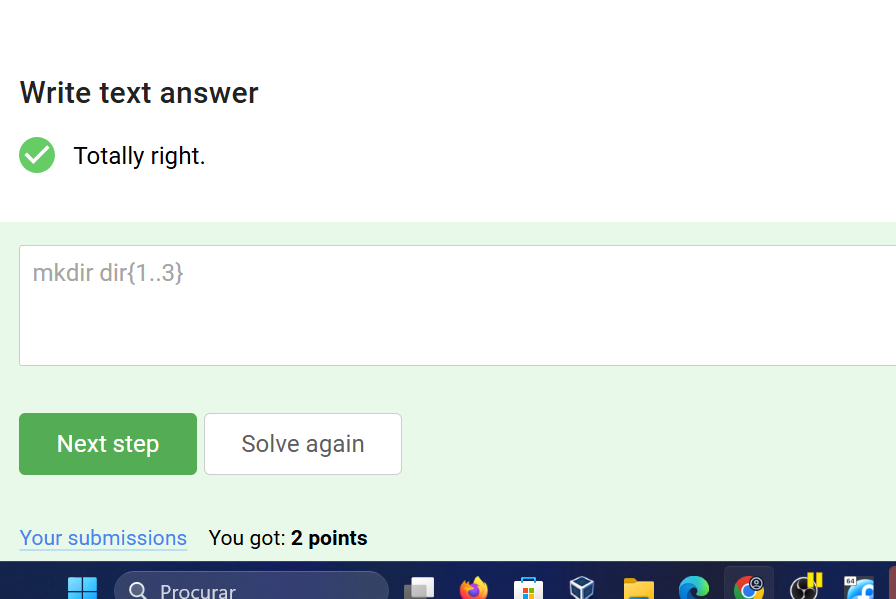 Write text answer
Totally right.
mkdir dir{1..3}
Next step
Solve again
Your submissions You got: 2 points
Procurar
64